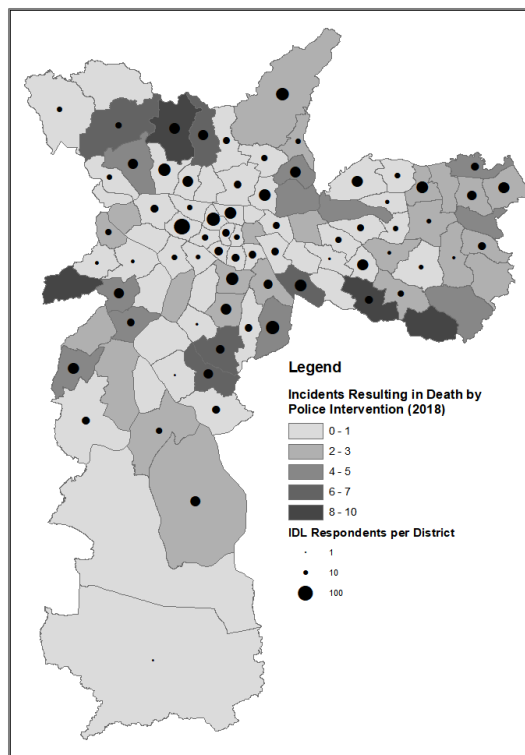 Legend
Incidents Resulting in Death by
Police Intervention (2018)
0 - 1
2 - 3
4 - 5
6 - 7
8 - 10
IDL Respondents per District
1
10
100